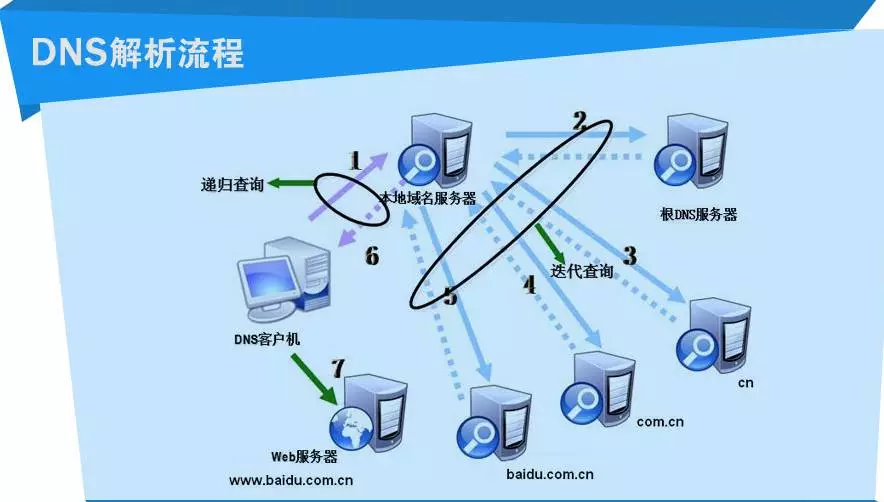 DNS解析流程
1
2
递归查询
本地域名服务器
根DNS服务器
6
3
迭代查询
4
5
DNS客户机
7
cn
com.cn
Web服务器
baidu.com.cn
www.baidu.com.cn